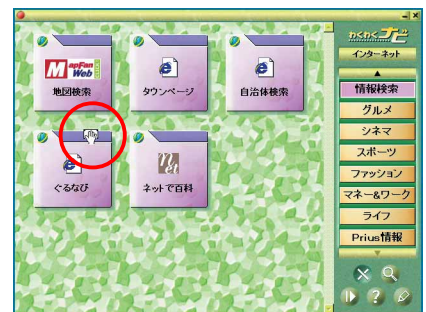 わくわくナビ
インターネット
MapFan
Web
地図検索
タウンページ
自治体検索
ぐるなび
net
ネットで百科
情報検索
グルメ
シネマ
スポーツ
ファッション
マネー&ワーク
ライフ
Prius情報